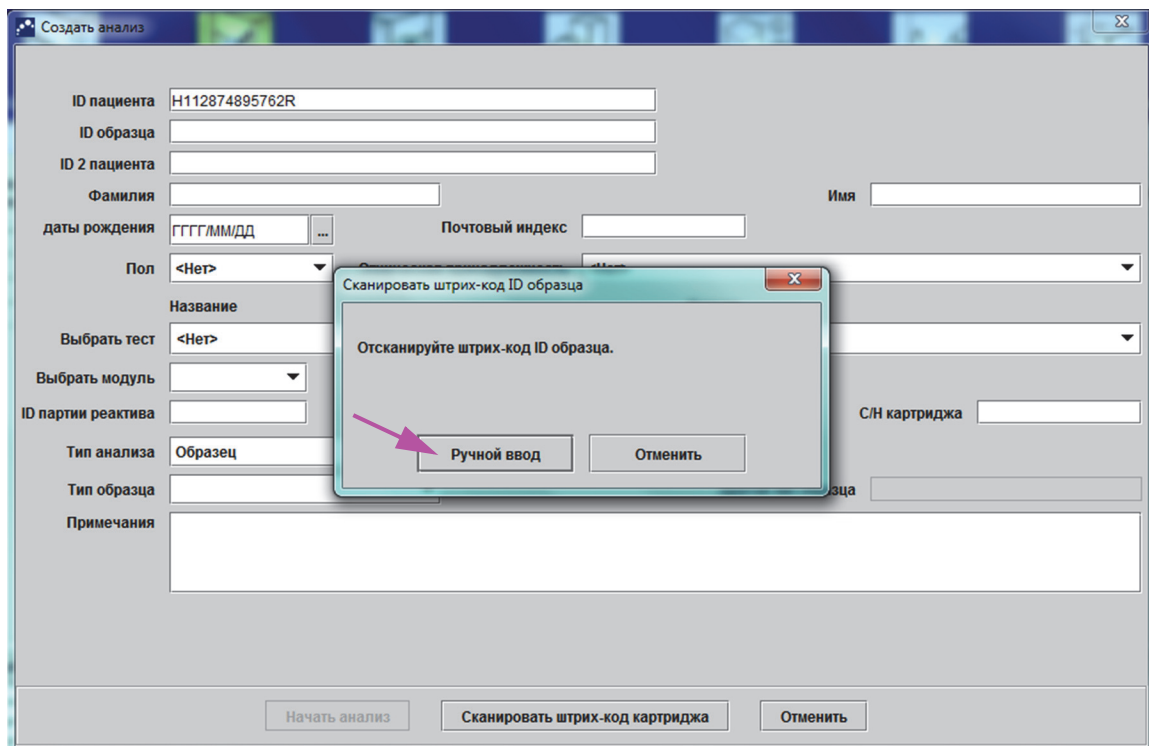 Создать анализ
ID пациента H112874895762R
ID образца
ID 2 пациента
Фамилия Имя
даты рождения ГГГГ/ММ/ДД ... Почтовый индекс
Пол <Нет>
Сканировать штрих-код ID образца
Название
Выбрать тест <Нет>
Отсканируйте штрих-код ID образца.
Выбрать модуль
ID партии реактива С/Н картриджа
Тип анализа Образец
Ручной ввод Отменить
Тип образца
Примечания
Начать анализ Сканировать штрих-код картриджа Отменить